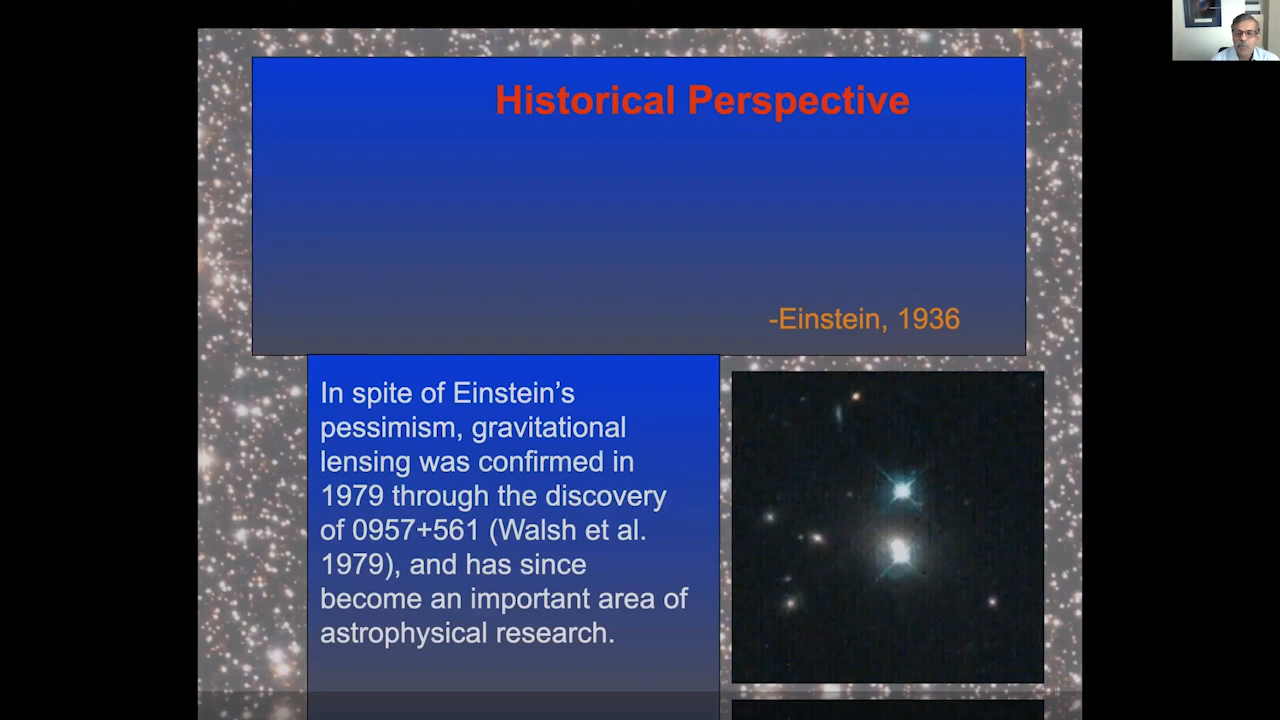 Historical Perspective
-Einstein, 1936
In spite of Einstein’s
pessimism, gravitational
lensing was confirmed in
1979 through the discovery
of 0957+561 (Walsh et al.
1979), and has since
become an important area of
astrophysical research.